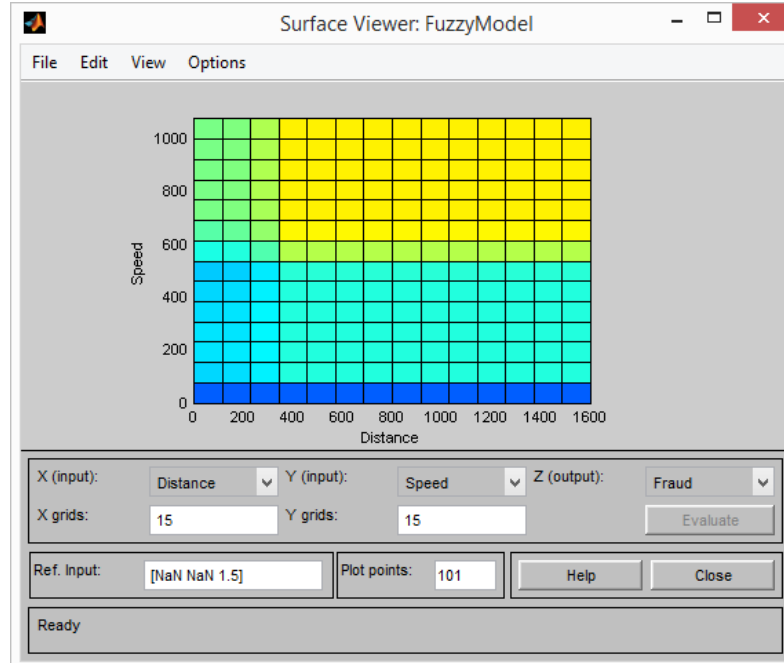 Surface Viewer: FuzzyModel
File Edit View Options
1000
800
600
400
200
0
Speed
0 200 400 600 800 1000 1200 1400 1600
Distance
X (input): Distance Y (input): Speed Z (output): Fraud
X grids: 15 Y grids: 15 Evaluate
Ref. Input: [NaN NaN 1.5] Plot points: 101 Help Close
Ready